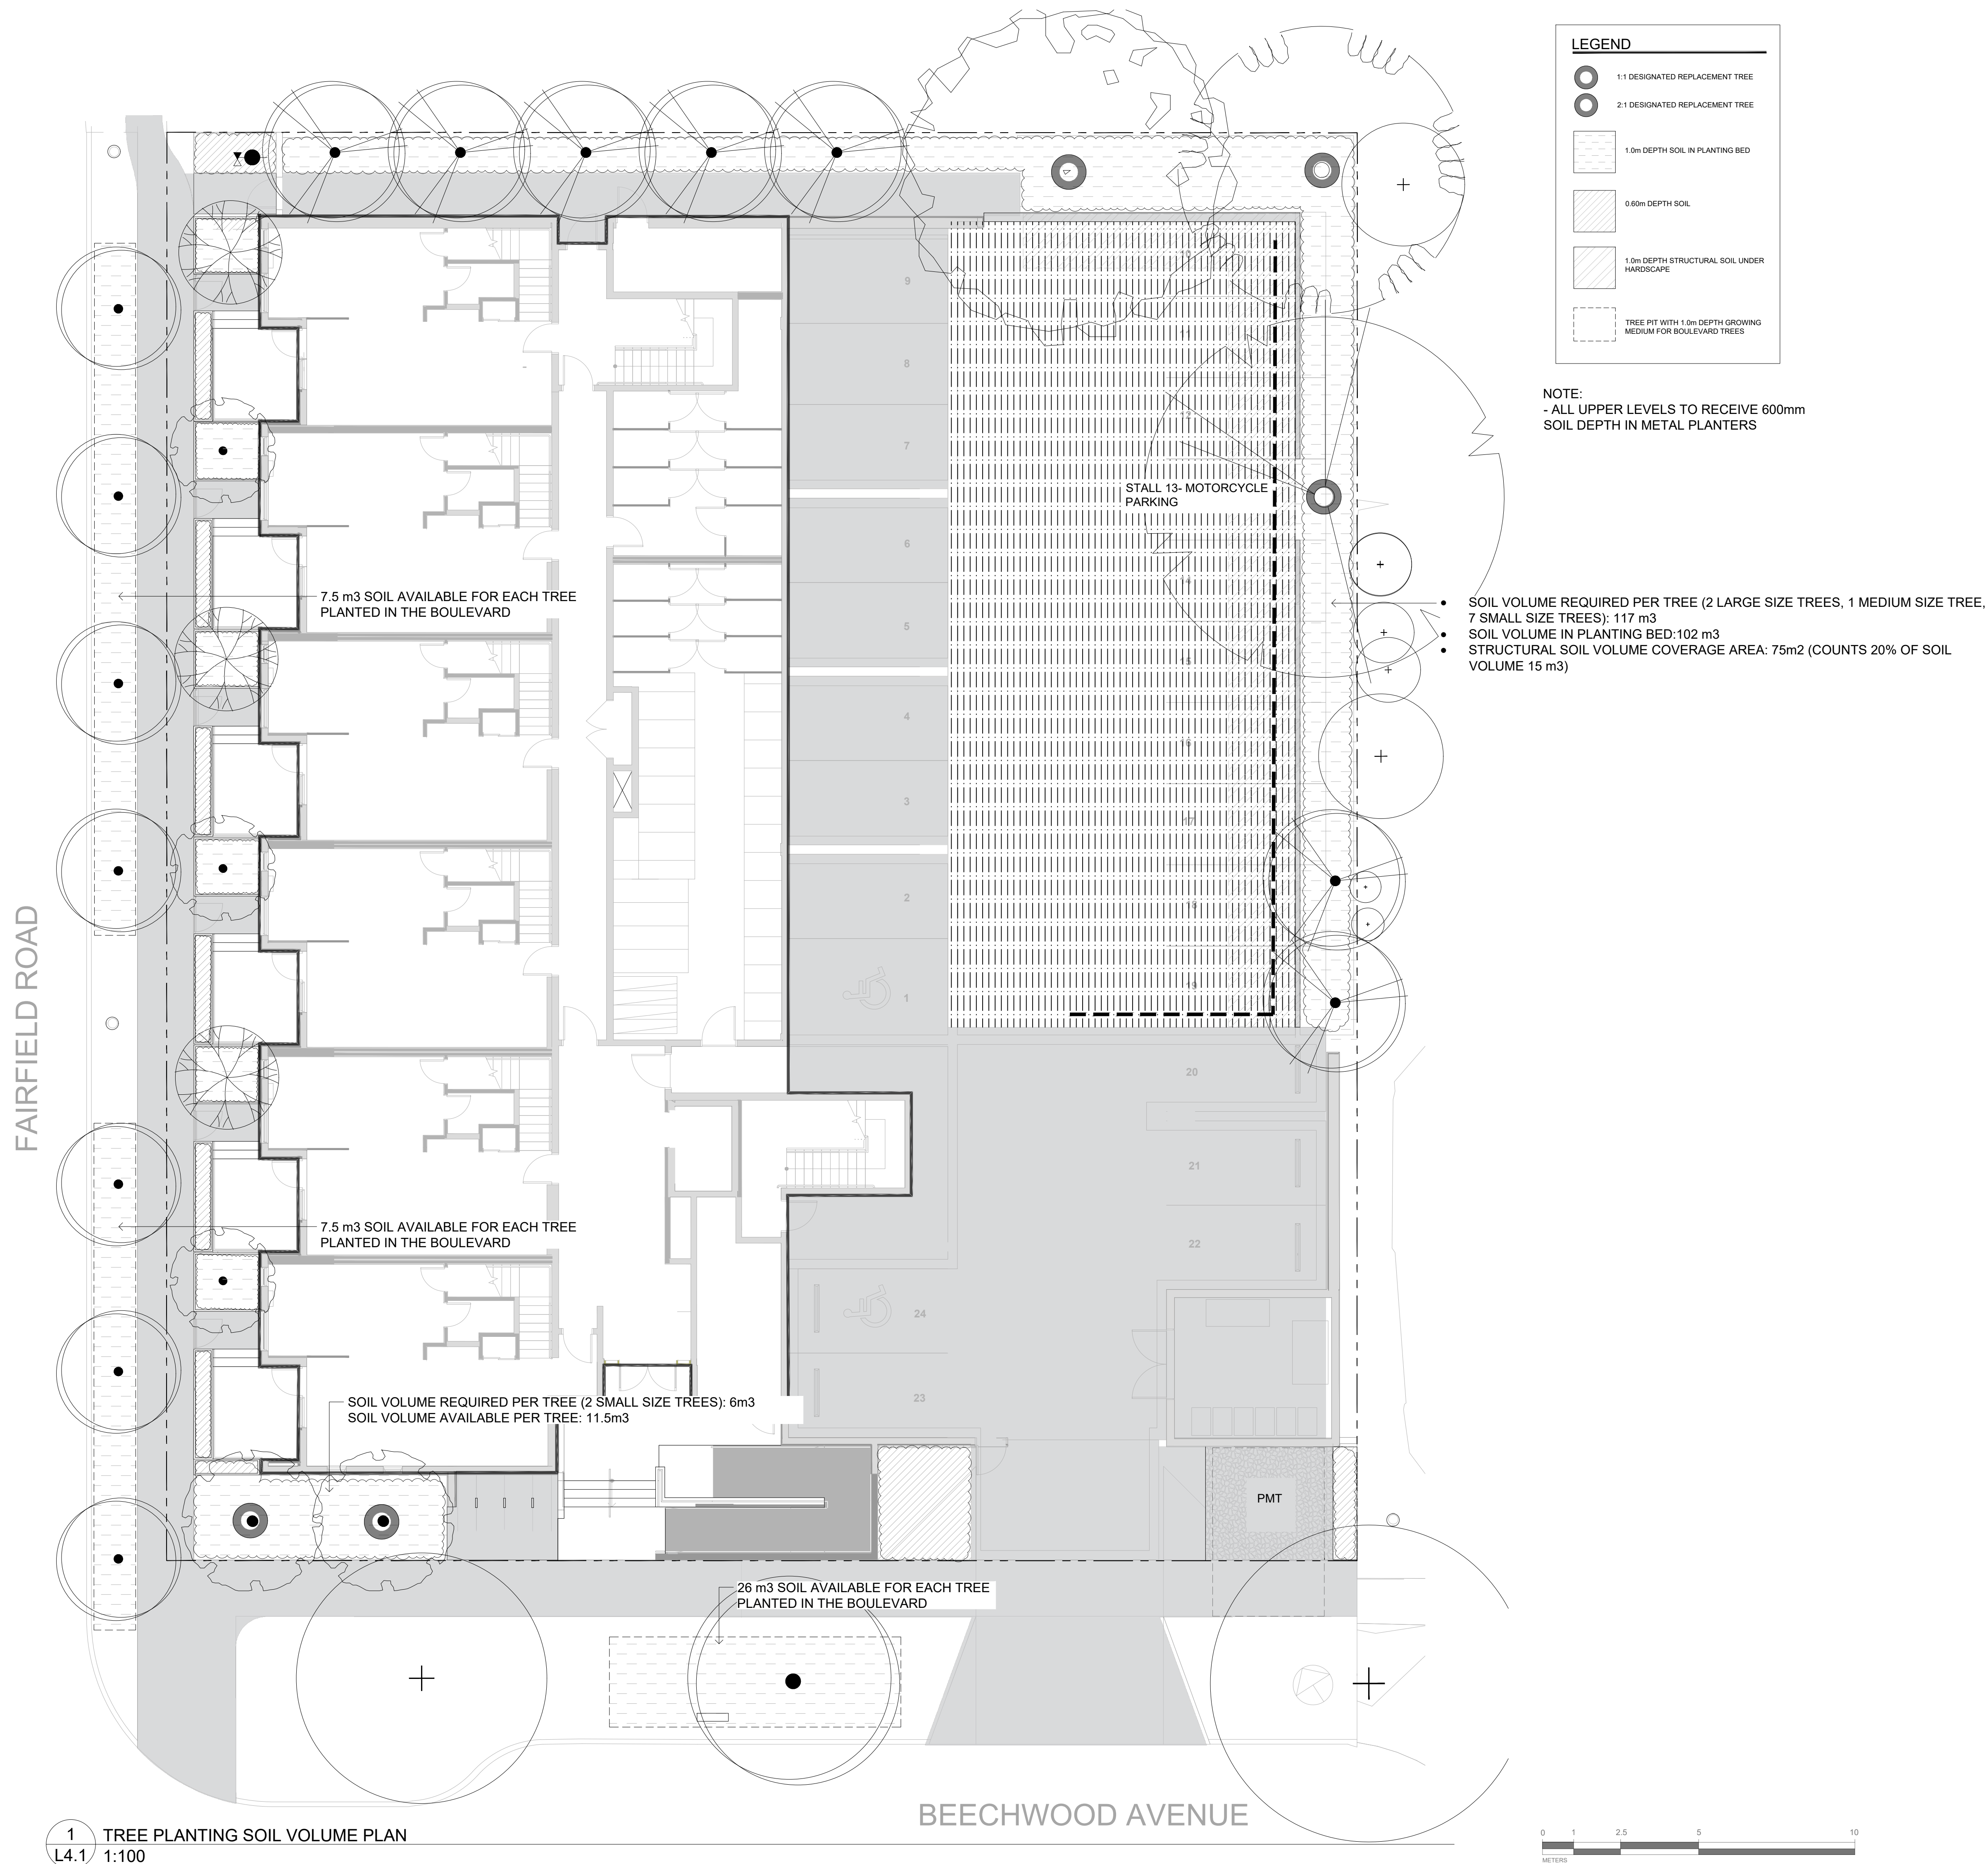 LEGEND
1:1 DESIGNATED REPLACEMENT TREE
2:1 DESIGNATED REPLACEMENT TREE
1.0m DEPTH SOIL IN PLANTING BED
0.60m DEPTH SOIL
1.0m DEPTH STRUCTURAL SOIL UNDER
HARDSCAPE
TREE PIT WITH 1.0m DEPTH GROWING
MEDIUM FOR BOULEVARD TREES
NOTE:
- ALL UPPER LEVELS TO RECEIVE 600mm
SOIL DEPTH IN METAL PLANTERS
10
9
11
8
12
7
STALL 13- MOTORCYCLE
PARKING
6
14
5
15
4
16
3
17
2
18
1
19
20
21
22
24
23
7.5 m3 SOIL AVAILABLE FOR EACH TREE
PLANTED IN THE BOULEVARD
• SOIL VOLUME REQUIRED PER TREE (2 LARGE SIZE TREES, 1 MEDIUM SIZE TREE,
7 SMALL SIZE TREES): 117 m3
• SOIL VOLUME IN PLANTING BED:102 m3
• STRUCTURAL SOIL VOLUME COVERAGE AREA: 75m2 (COUNTS 20% OF SOIL
VOLUME 15 m3)
FAIRFIELD ROAD
7.5 m3 SOIL AVAILABLE FOR EACH TREE
PLANTED IN THE BOULEVARD
SOIL VOLUME REQUIRED PER TREE (2 SMALL SIZE TREES): 6m3
SOIL VOLUME AVAILABLE PER TREE: 11.5m3
PMT
26 m3 SOIL AVAILABLE FOR EACH TREE
PLANTED IN THE BOULEVARD
BEECHWOOD AVENUE
1
L4.1
TREE PLANTING SOIL VOLUME PLAN
1:100
0 1 2.5 5 10
METERS